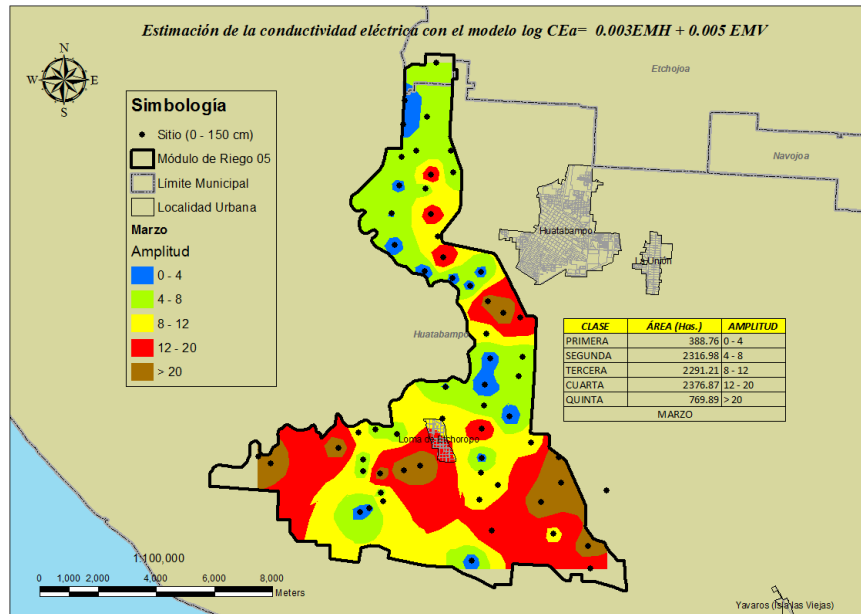 Estimación de la conductividad eléctrica con el modelo log CEa= 0.003EMH + 0.005 EMV
N
W E
S
Etchojoa
Navojoa
Simbología
Sitio (0 - 150 cm)
Módulo de Riego 05
Límite Municipal
Localidad Urbana
Marzo
Amplitud
0 - 4
4 - 8
8 - 12
12 - 20
> 20
Huatabampo
La Unión
Huatabampo
CLASE ÁREA (Has.) AMPLITUD
PRIMERA 388.76 0 - 4
SEGUNDA 2316.98 4 - 8
TERCERA 2291.21 8 - 12
CUARTA 2376.87 12 - 20
QUINTA 769.89 > 20
MARZO
Loma de Etchoropo
1:100,000
0 1,000 2,000 4,000 6,000 8,000
Meters
Yavaros (Isla las Viejas)